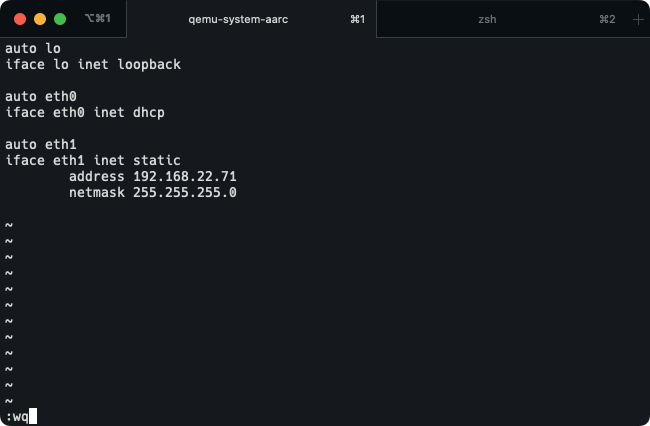 ⌥⌘1 qemu-system-aarc ⌘1 zsh ⌘2 +
auto lo
iface lo inet loopback
auto eth0
iface eth0 inet dhcp
auto eth1
iface eth1 inet static
address 192.168.22.71
netmask 255.255.255.0
~
~
~
~
~
~
~
~
~
~
~
~
:wq